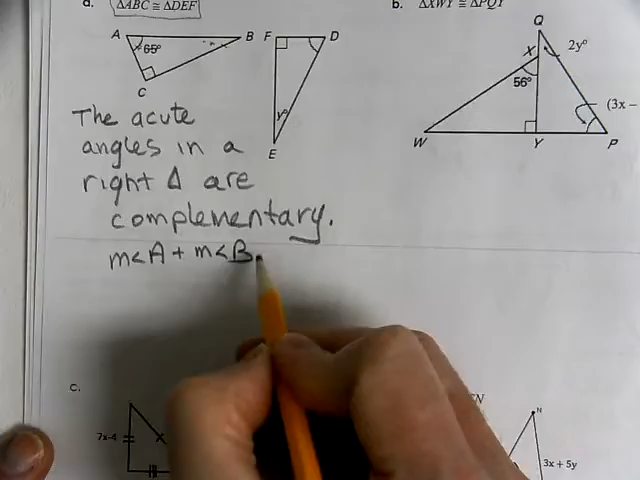 a. ΔABC ≅ ΔDEF
b. ΔXWY ≅ ΔPQY
A
B
F
D
65°
C
y°
E
Q
X
2y°
56°
(3x –
W
Y
P
The acute
angles in a
right Δ are
complementary.
m<A + m<B
c.
7x-4
N
3x + 5y